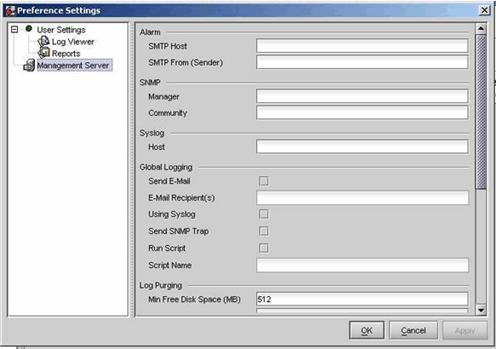 Preference Settings
User Settings
Log Viewer
Reports
Management Server
Alarm
SMTP Host
SMTP From (Sender)
SNMP
Manager
Community
Syslog
Host
Global Logging
Send E-Mail
E-Mail Recipient(s)
Using Syslog
Send SNMP Trap
Run Script
Script Name
Log Purging
Min Free Disk Space (MB) 512
OK Cancel Apply